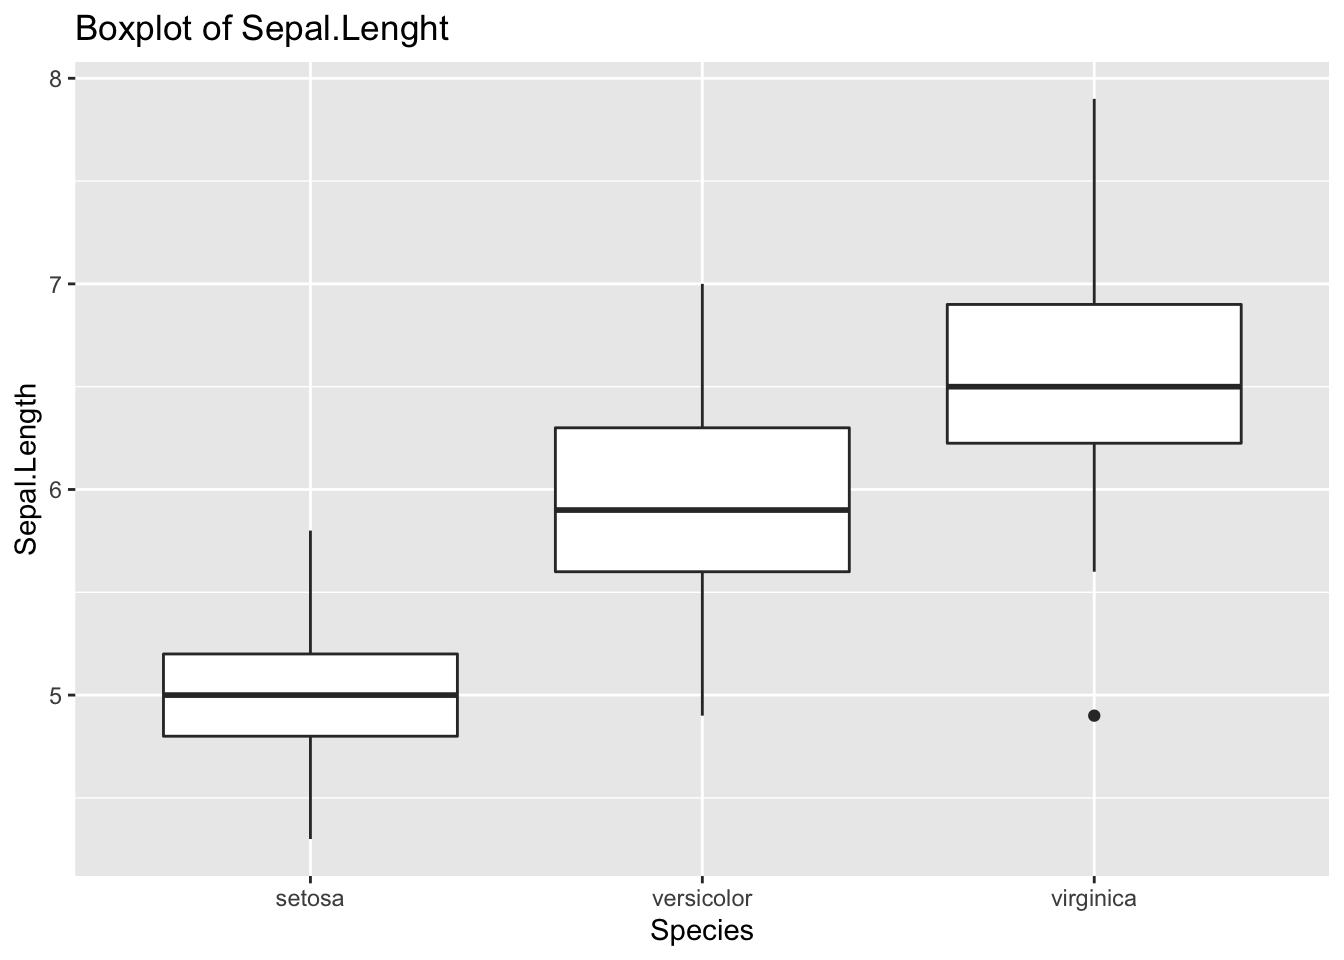 Boxplot of Sepal.Lenght
8
7
6
5
Sepal.Length
setosa versicolor virginica
Species